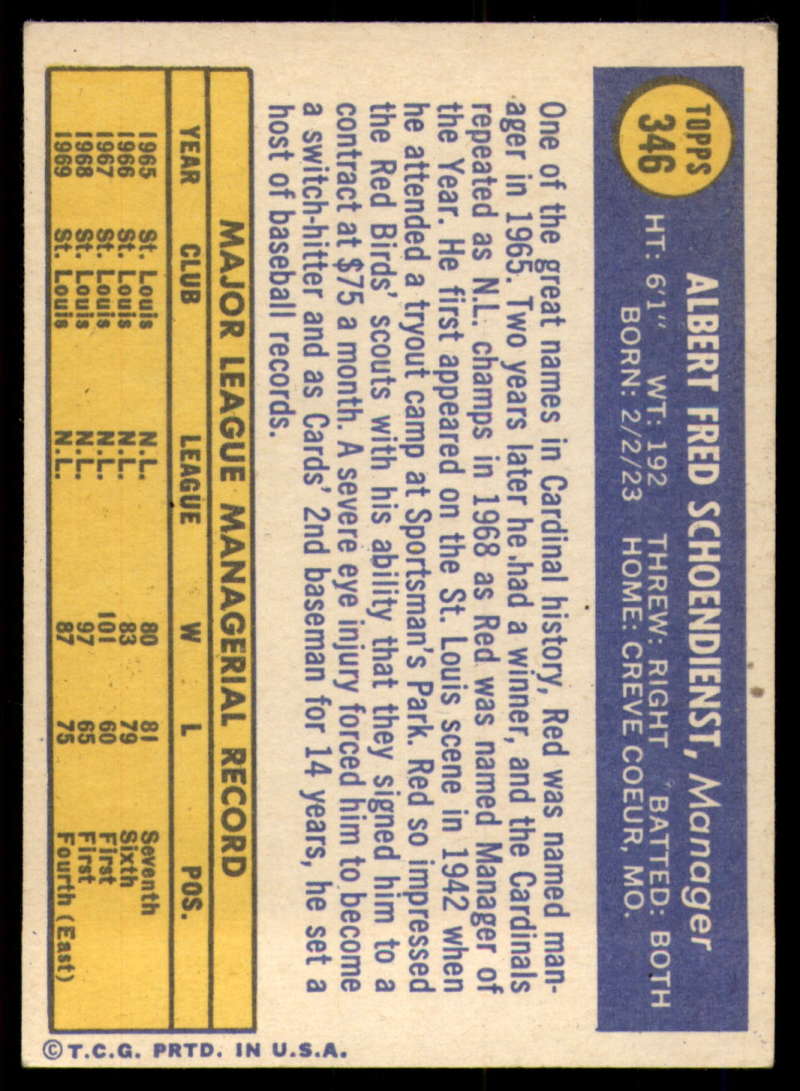 TOPPS
346
ALBERT FRED SCHOENDIENST, Manager
HT: 6'1" WT: 192 THREW: RIGHT BATTED: BOTH
BORN: 2/2/23 HOME: CREVE COEUR, MO.
One of the great names in Cardinal history, Red was named man-
ager in 1965. Two years later he had a winner, and the Cardinals
repeated as N.L. champs in 1968 as Red was named Manager of
the Year. He first appeared on the St. Louis scene in 1942 when
he attended a tryout camp at Sportsman's Park. Red so impressed
the Red Birds' scouts with his ability that they signed him to a
contract at $75 a month. A severe eye injury forced him to become
a switch-hitter and as Cards' 2nd baseman for 14 years, he set a
host of baseball records.
MAJOR LEAGUE MANAGERIAL RECORD
YEAR CLUB LEAGUE W L POS.
1965 St. Louis N.L. 80 81 Seventh
1966 St. Louis N.L. 83 79 Sixth
1967 St. Louis N.L. 101 60 First
1968 St. Louis N.L. 97 65 First
1969 St. Louis N.L. 87 75 Fourth (East)
© T.C.G. PRTD. IN U.S.A.